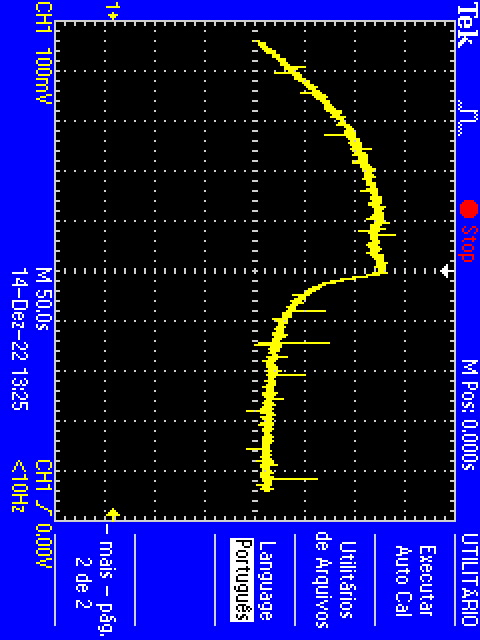 Tek
Stop
M Pos: 0.000s
UTILITÁRIO
Executar
Auto Cal
Utilitários
de Arquivos
Language
Português
- mais - pág.
2 de 2
1
CH1 100mV
M 50.0s
CH1 / 0.00V
14-Dez-22 13:25
<10Hz